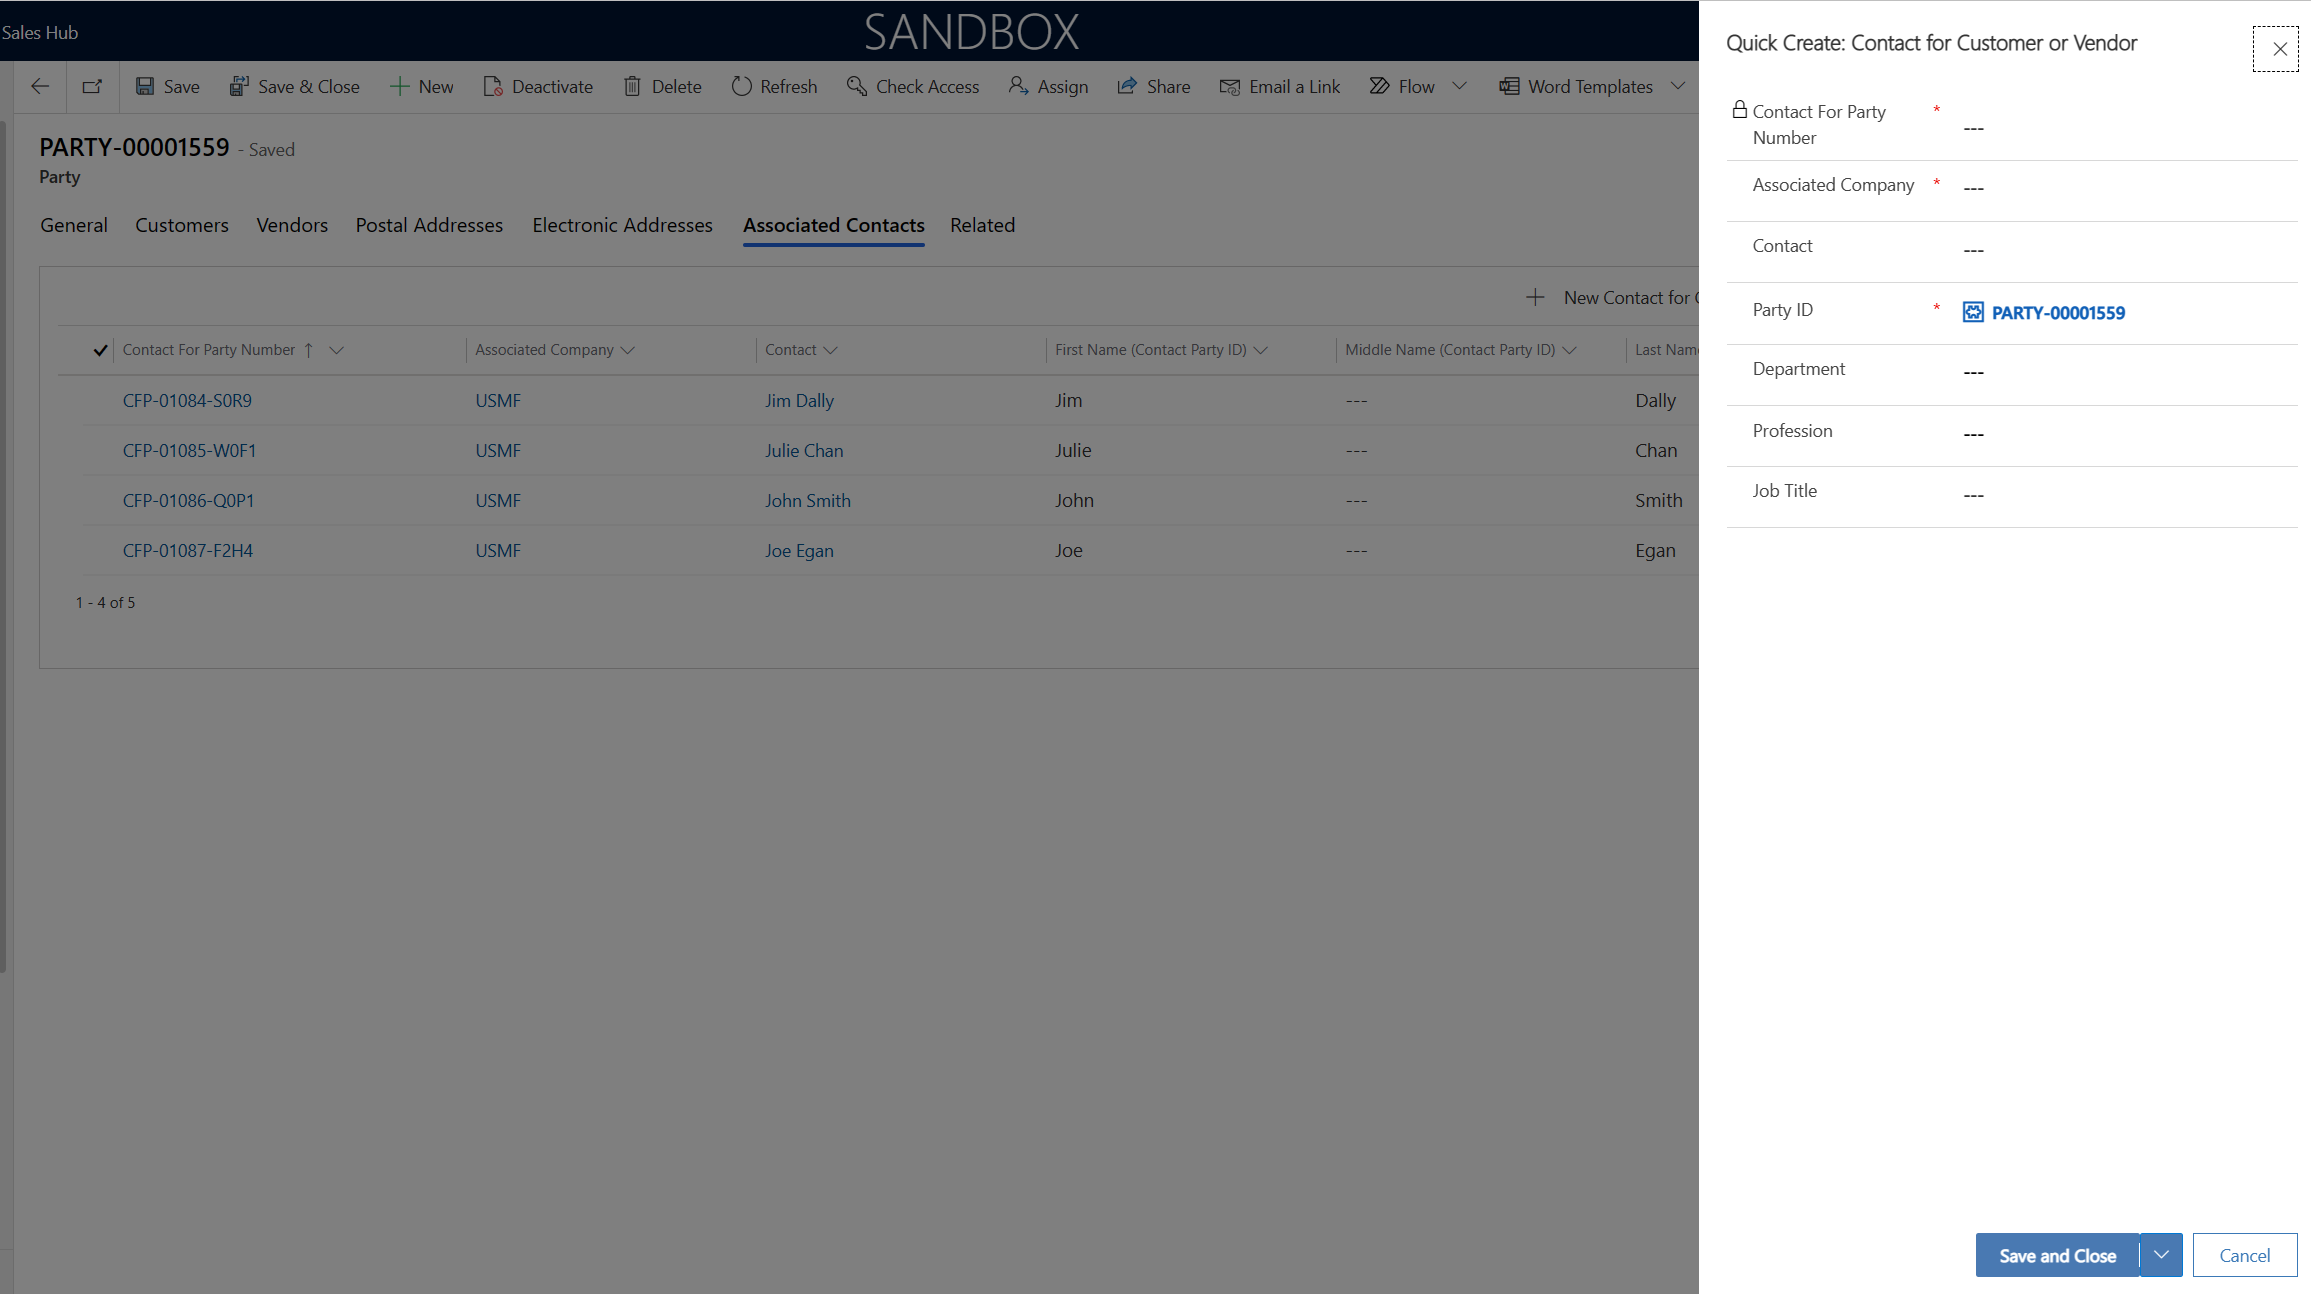 Sales Hub
SANDBOX
Save
Save & Close
New
Deactivate
Delete
Refresh
Check Access
Assign
Share
Email a Link
Flow
Word Templates
PARTY-00001559 - Saved
Party
General
Customers
Vendors
Postal Addresses
Electronic Addresses
Associated Contacts
Related
New Contact for
Contact For Party Number ↑
Associated Company
Contact
First Name (Contact Party ID)
Middle Name (Contact Party ID)
Last Nam
CFP-01084-S0R9 USMF Jim Dally Jim --- Dally
CFP-01085-W0F1 USMF Julie Chan Julie --- Chan
CFP-01086-Q0P1 USMF John Smith John --- Smith
CFP-01087-F2H4 USMF Joe Egan Joe --- Egan
1 - 4 of 5
Quick Create: Contact for Customer or Vendor
Contact For Party * ---
Number
Associated Company * ---
Contact ---
Party ID * PARTY-00001559
Department ---
Profession ---
Job Title ---
Save and Close
Cancel